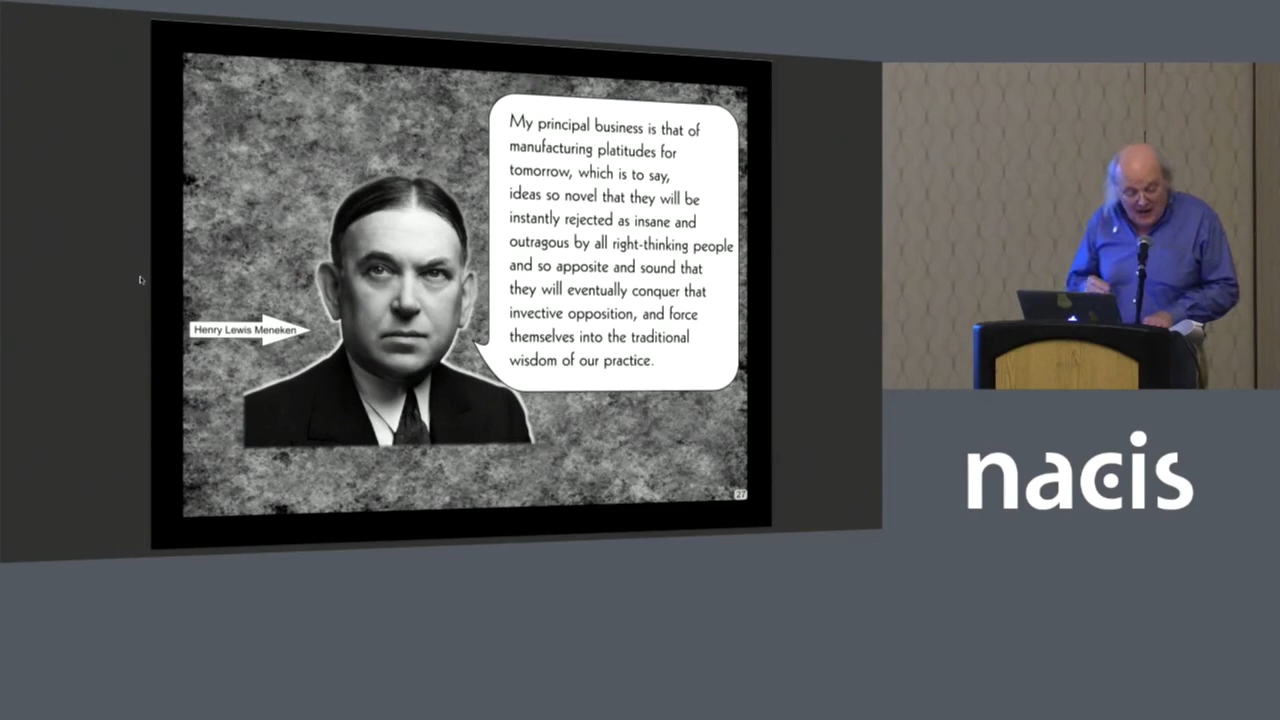 My principal business is that of
manufacturing platitudes for
tomorrow, which is to say,
ideas so novel that they will be
instantly rejected as insane and
outragous by all right-thinking people
and so apposite and sound that
they will eventually conquer that
invective opposition, and force
themselves into the traditional
wisdom of our practice.
Henry Lewis Meneken
27
nacis